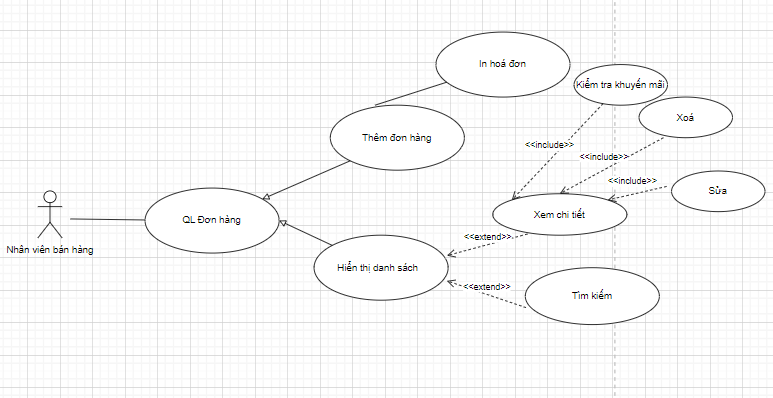 In hoá đơn
Kiểm tra khuyến mãi
Xoá
Thêm đơn hàng
<<include>>
<<include>>
<<include>>
Sửa
QL Đơn hàng
Xem chi tiết
Nhân viên bán hàng
<<extend>>
Hiển thị danh sách
<<extend>>
Tìm kiếm